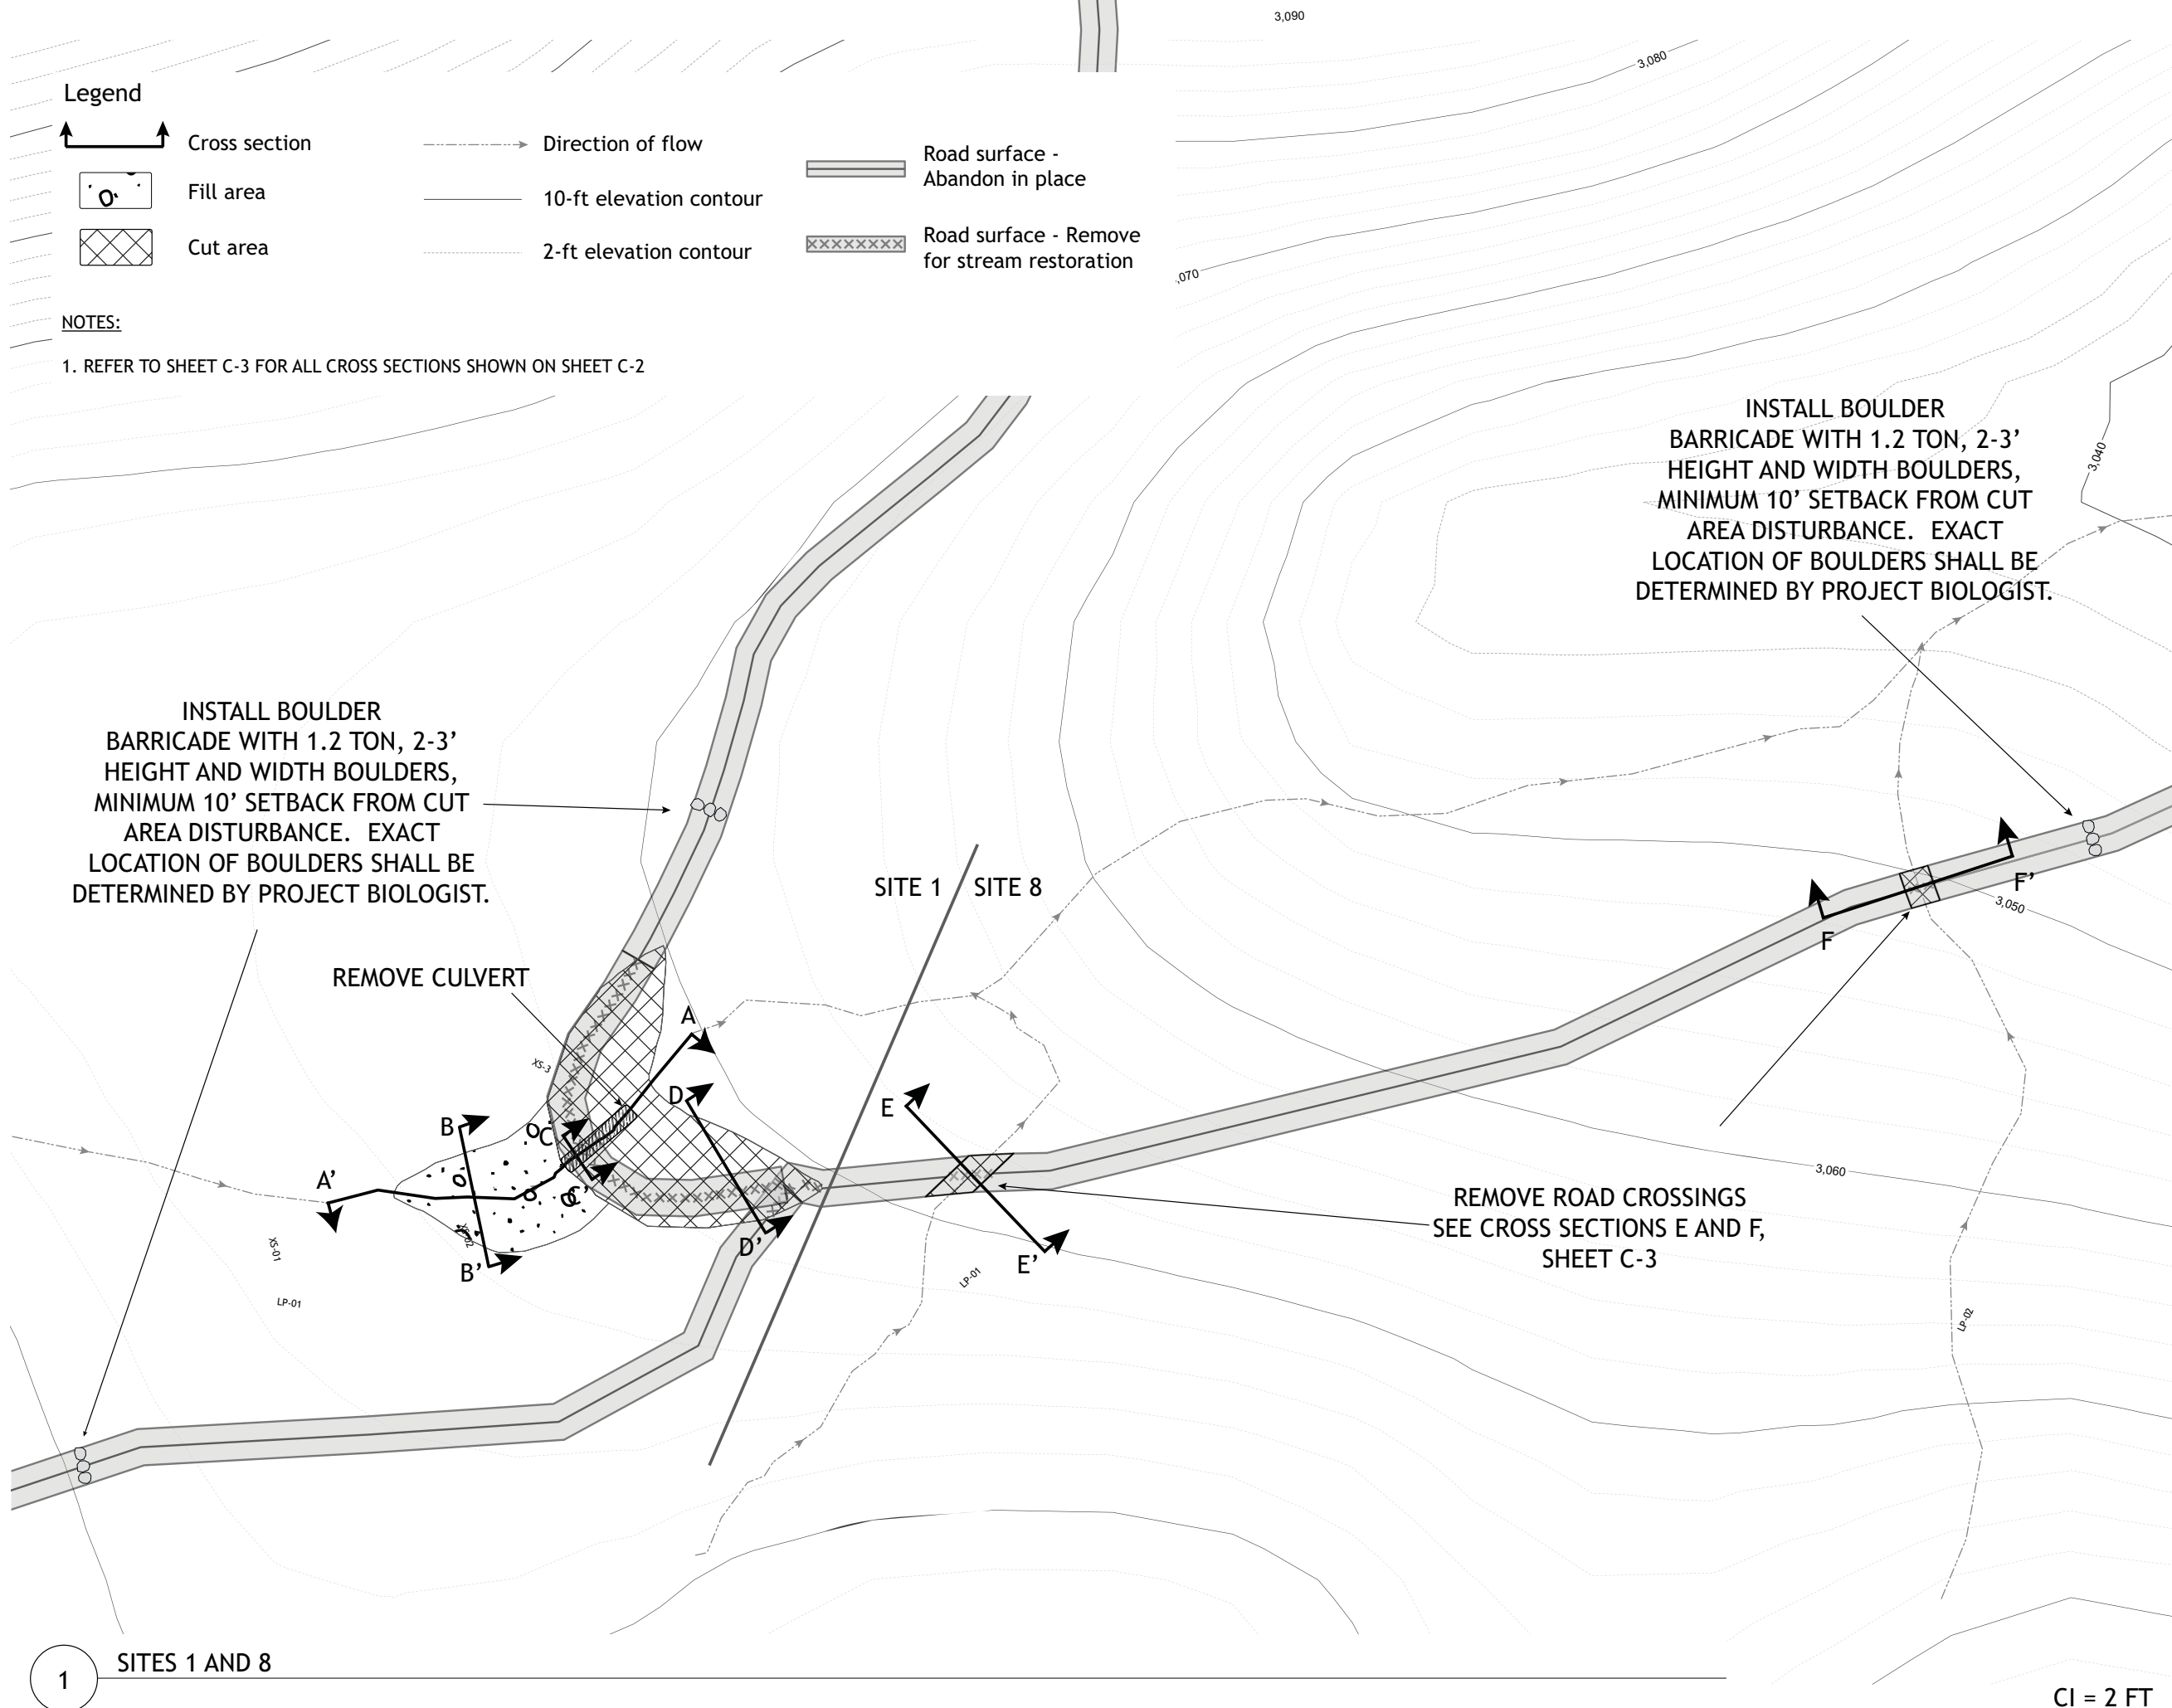 3,090
3,080
Legend
Cross section
Fill area
Cut area
Direction of flow
10-ft elevation contour
2-ft elevation contour
Road surface -
Abandon in place
Road surface - Remove
for stream restoration
,070
NOTES:
1. REFER TO SHEET C-3 FOR ALL CROSS SECTIONS SHOWN ON SHEET C-2
INSTALL BOULDER
BARRICADE WITH 1.2 TON, 2-3’
HEIGHT AND WIDTH BOULDERS,
MINIMUM 10’ SETBACK FROM CUT
AREA DISTURBANCE.  EXACT
LOCATION OF BOULDERS SHALL BE
DETERMINED BY PROJECT BIOLOGIST.
3,040
INSTALL BOULDER
BARRICADE WITH 1.2 TON, 2-3’
HEIGHT AND WIDTH BOULDERS,
MINIMUM 10’ SETBACK FROM CUT
AREA DISTURBANCE.  EXACT
LOCATION OF BOULDERS SHALL BE
DETERMINED BY PROJECT BIOLOGIST.
SITE 1
SITE 8
F’
3,050
F
REMOVE CULVERT
A
XS-3
D
E
B
C
A’
C’
XS-02
XS-01
B’
D’
E’
LP-01
LP-01
3,060
REMOVE ROAD CROSSINGS
SEE CROSS SECTIONS E AND F,
SHEET C-3
LP-02
1
SITES 1 AND 8
CI = 2 FT